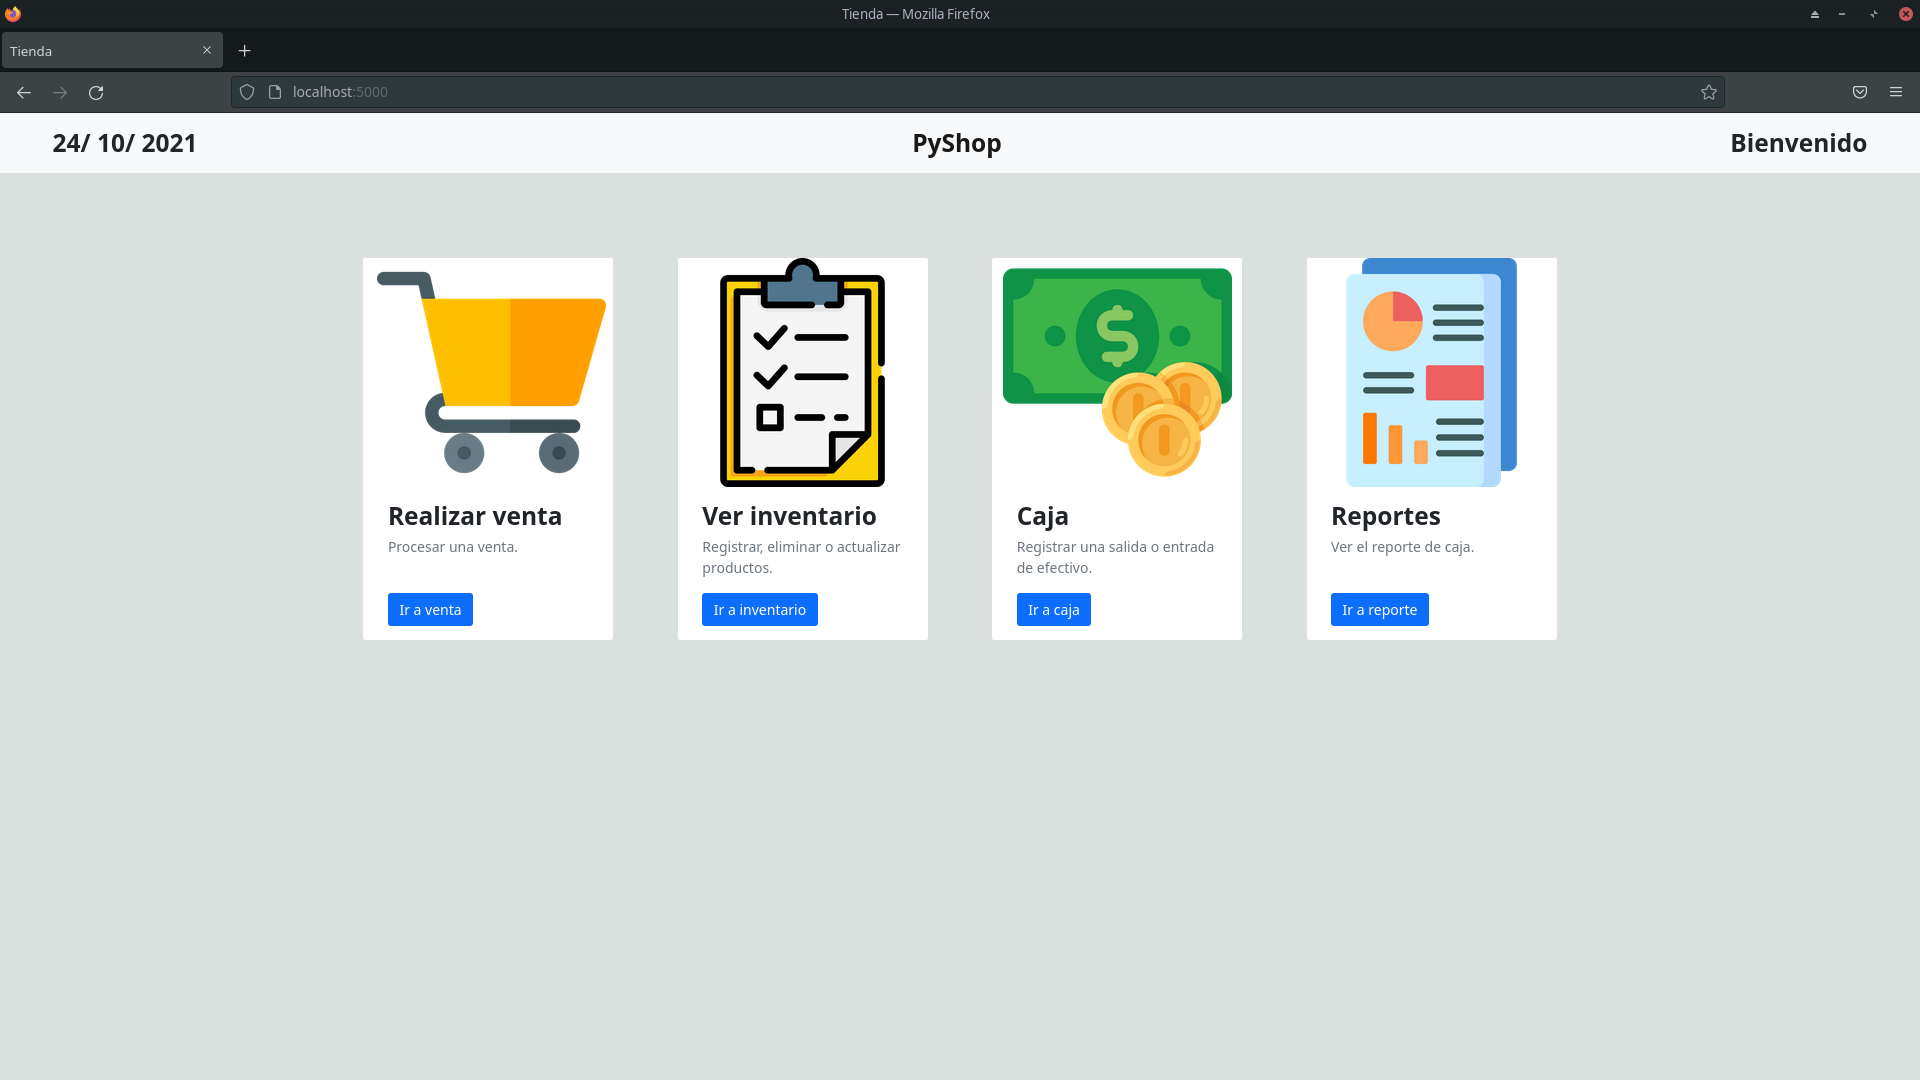 Tienda — Mozilla Firefox
Tienda
localhost:5000
24/ 10/ 2021
PyShop
Bienvenido
Realizar venta
Procesar una venta.
Ir a venta
Ver inventario
Registrar, eliminar o actualizar
productos.
Ir a inventario
Caja
Registrar una salida o entrada
de efectivo.
Ir a caja
Reportes
Ver el reporte de caja.
Ir a reporte